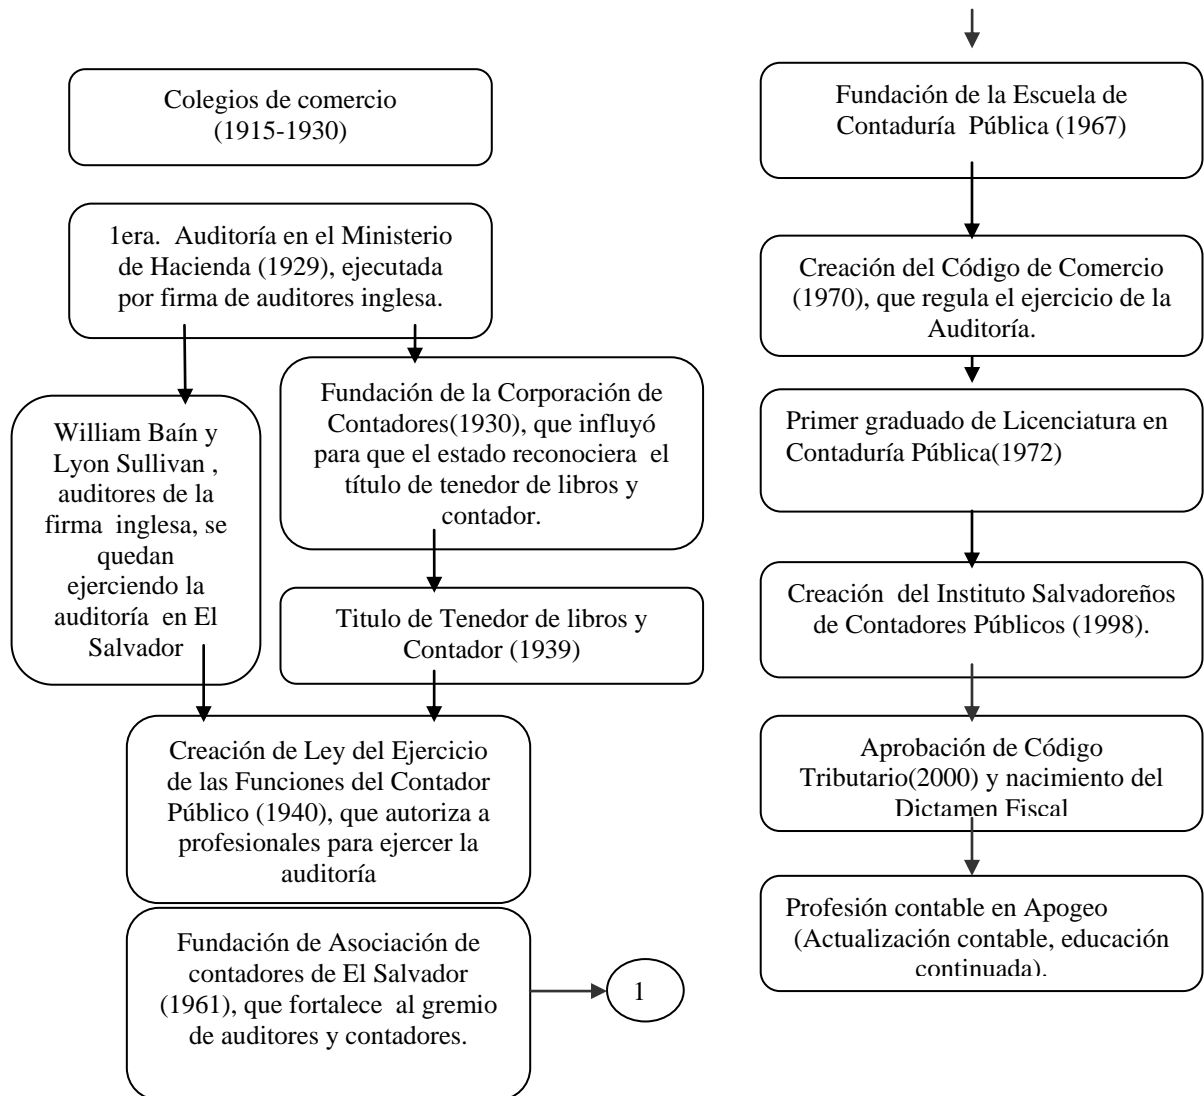 Colegios de comercio
(1915-1930)
1era.  Auditoría en el Ministerio
de Hacienda (1929), ejecutada
por firma de auditores inglesa.
William Baín y
Lyon Sullivan ,
auditores de la
firma  inglesa, se
quedan
ejerciendo la
auditoría  en El
Salvador
Fundación de la Corporación de
Contadores(1930), que influyó
para que el estado reconociera  el
título de tenedor de libros y
contador.
Titulo de Tenedor de libros y
Contador (1939)
Creación de Ley del Ejercicio
de las Funciones del Contador
Público (1940), que autoriza a
profesionales para ejercer la
auditoría
Fundación de Asociación de
contadores de El Salvador
(1961), que fortalece  al gremio
de auditores y contadores.
1
Fundación de la Escuela de
Contaduría  Pública (1967)
Creación del Código de Comercio
(1970), que regula el ejercicio de la
Auditoría.
Primer graduado de Licenciatura en
Contaduría Pública(1972)
Creación  del Instituto Salvadoreños
de Contadores Públicos (1998).
Aprobación de Código
Tributario(2000) y nacimiento del
Dictamen Fiscal
Profesión contable en Apogeo
(Actualización contable, educación
continuada).